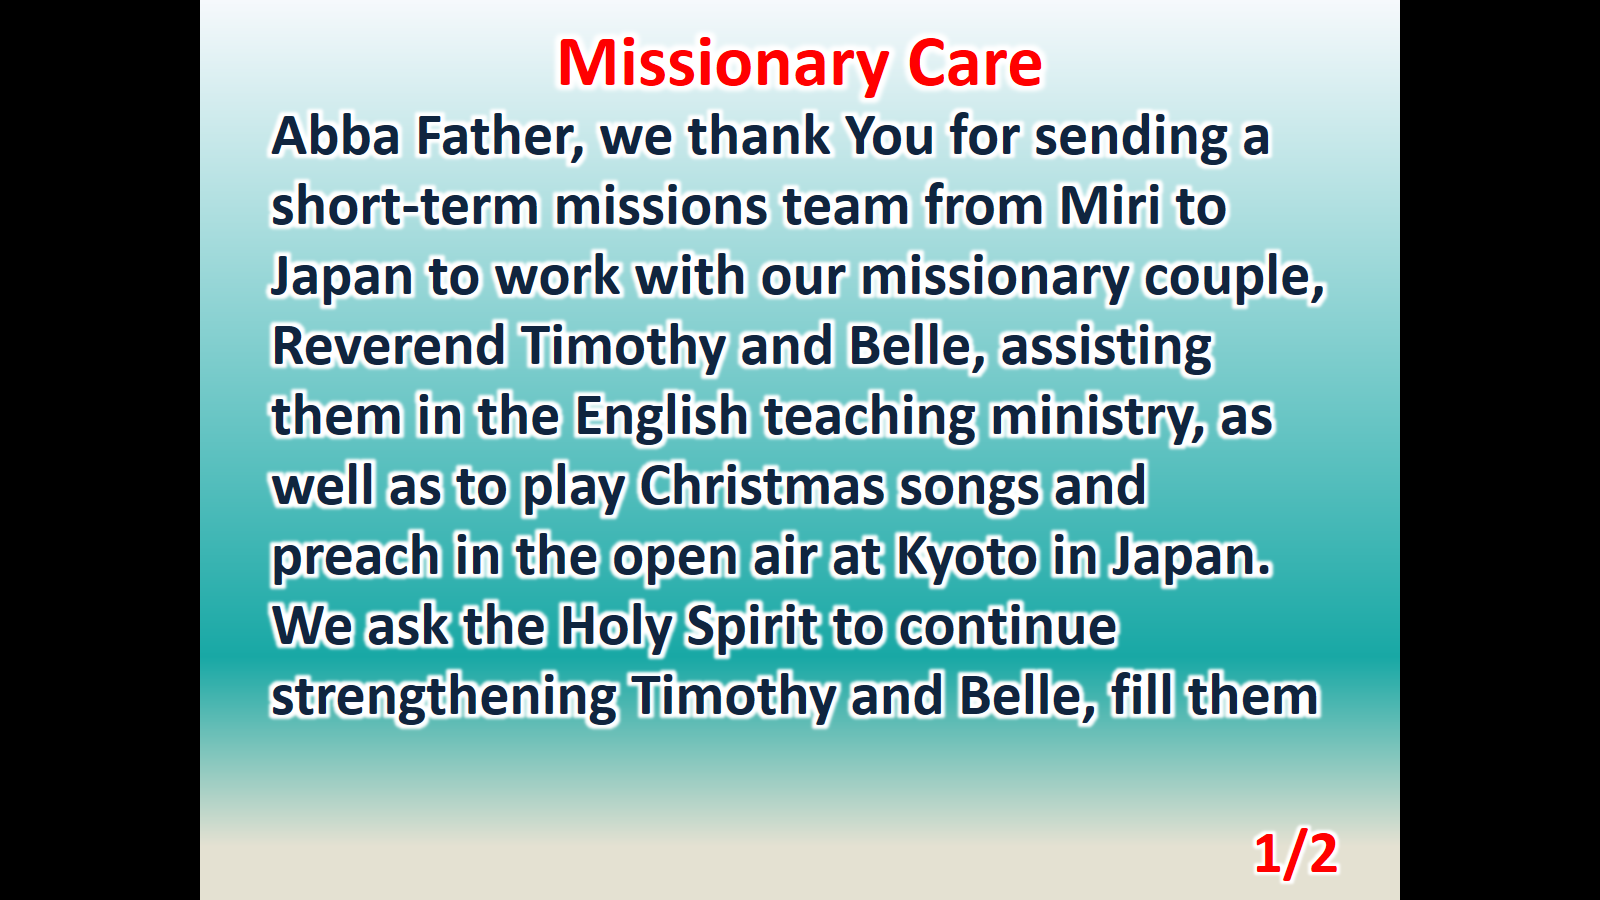 Missionary Care
Abba Father, we thank You for sending a
short-term missions team from Miri to
Japan to work with our missionary couple,
Reverend Timothy and Belle, assisting
them in the English teaching ministry, as
well as to play Christmas songs and
preach in the open air at Kyoto in Japan.
We ask the Holy Spirit to continue
strengthening Timothy and Belle, fill them
1/2